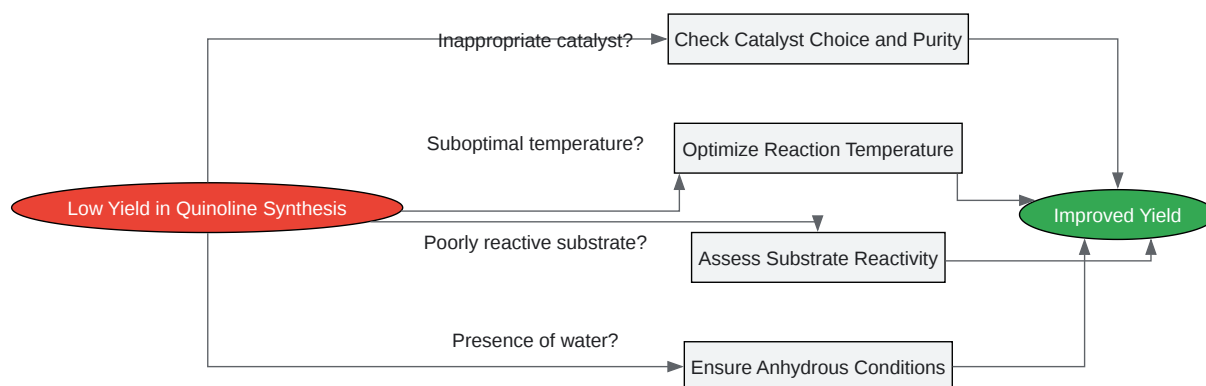 Inappropriate catalyst?
Check Catalyst Choice and Purity
Suboptimal temperature?
Optimize Reaction Temperature
Low Yield in Quinoline Synthesis
Improved Yield
Poorly reactive substrate?
Assess Substrate Reactivity
Presence of water?
Ensure Anhydrous Conditions